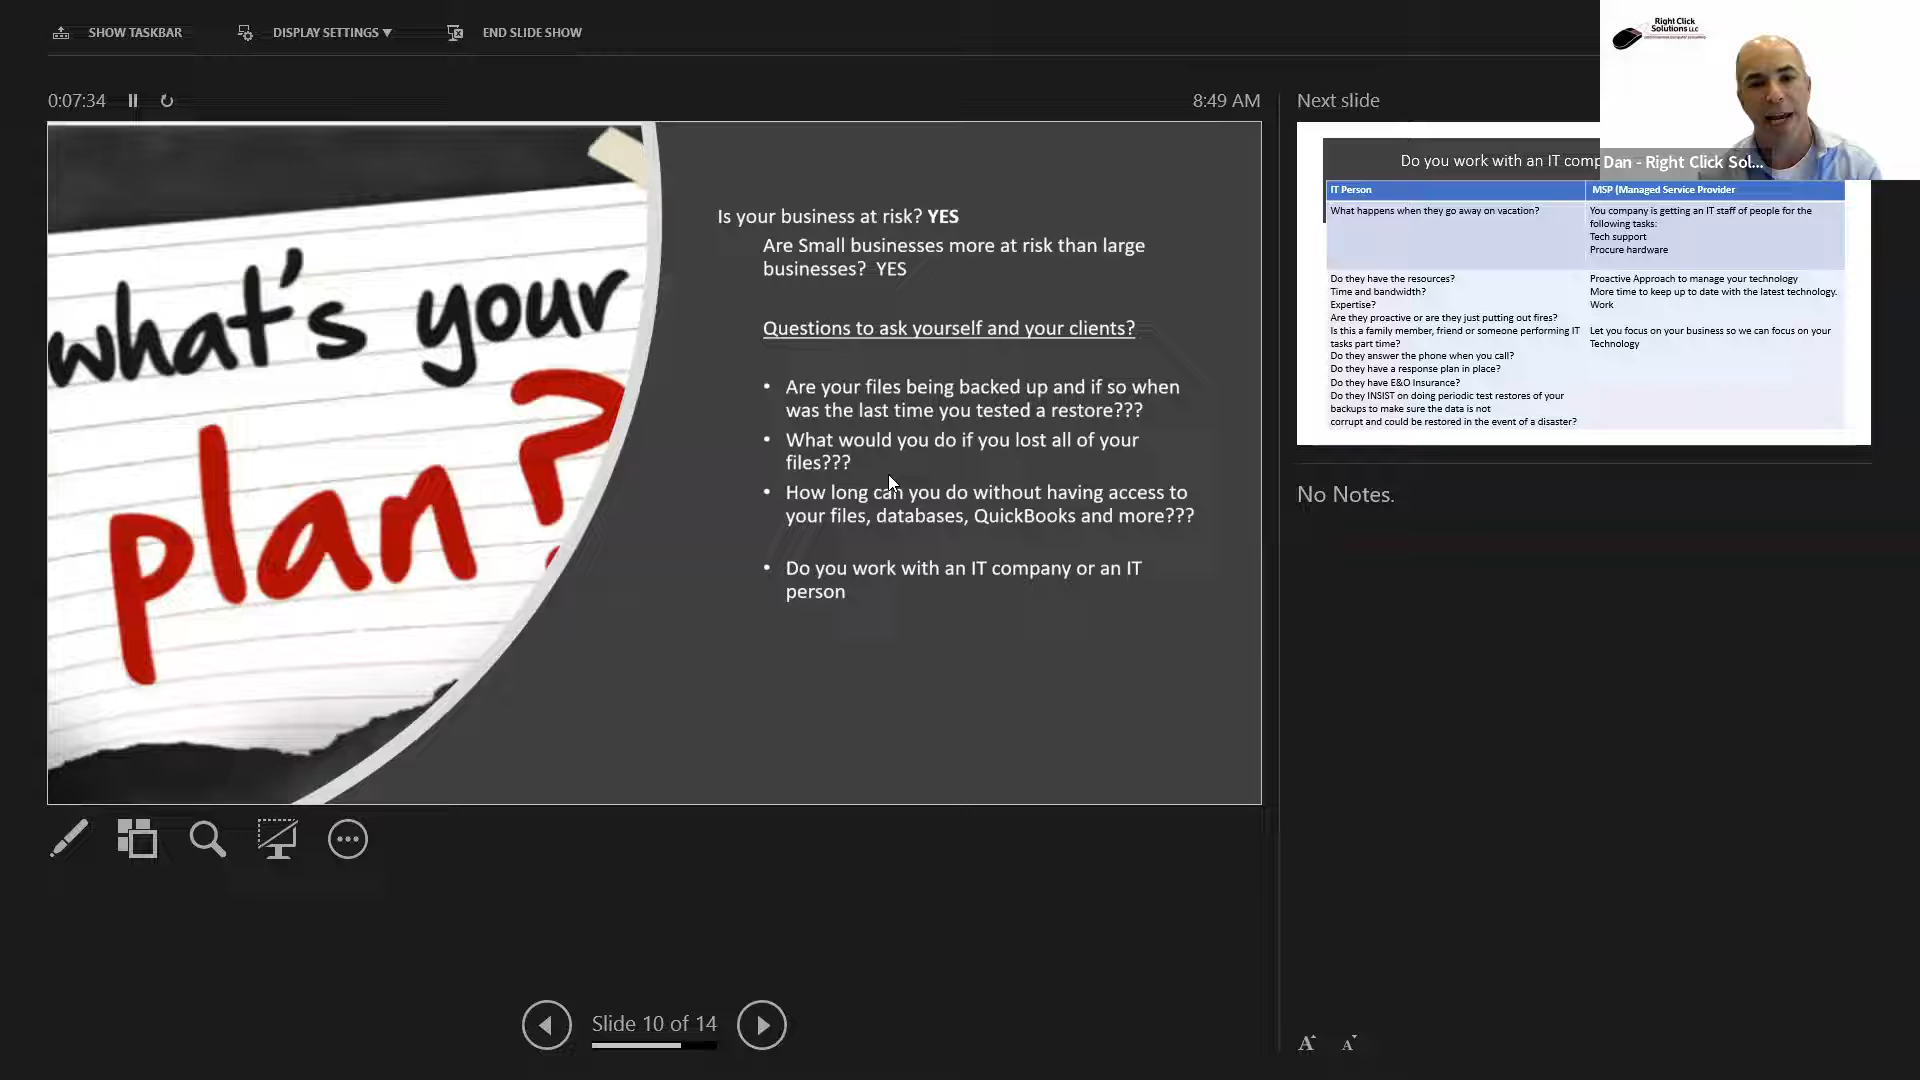 SHOW TASKBAR
DISPLAY SETTINGS ▼
END SLIDE SHOW
Right Click
Solutions LLC
0:07:34
8:49 AM
Next slide
what's your
plan?
Is your business at risk? YES
Are Small businesses more at risk than large
businesses? YES
Questions to ask yourself and your clients?
• Are your files being backed up and if so when
was the last time you tested a restore???
• What would you do if you lost all of your
files???
• How long can you do without having access to
your files, databases, QuickBooks and more???
• Do you work with an IT company or an IT
person
Do you work with an IT comp
Dan - Right Click Sol...
IT Person
MSP (Managed Service Provider
What happens when they go away on vacation?
You company is getting an IT staff of people for the
following tasks:
Tech support
Procure hardware
Do they have the resources?
Time and bandwidth?
Expertise?
Are they proactive or are they just putting out fires?
Is this a family member, friend or someone performing IT
tasks part time?
Do they answer the phone when you call?
Do they have a response plan in place?
Do they have E&O Insurance?
Do they INSIST on doing periodic test restores of your
backups to make sure the data is not
corrupt and could be restored in the event of a disaster?
Proactive Approach to manage your technology
More time to keep up to date with the latest technology.
Work
Let you focus on your business so we can focus on your
Technology
No Notes.
Slide 10 of 14
A A